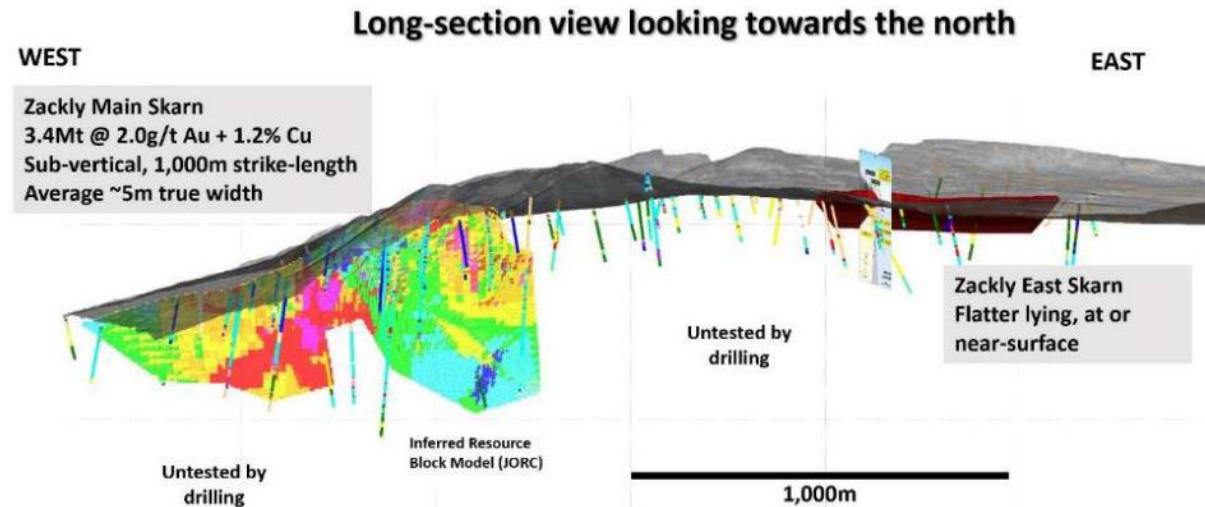 Long-section view looking towards the north
WEST
EAST
Zackly Main Skarn
3.4Mt @ 2.0g/t Au + 1.2% Cu
Sub-vertical, 1,000m strike-length
Average ~5m true width
Zackly East Skarn
Flatter lying, at or
near-surface
Untested by
drilling
Inferred Resource
Block Model (JORC)
Untested by
drilling
1,000m